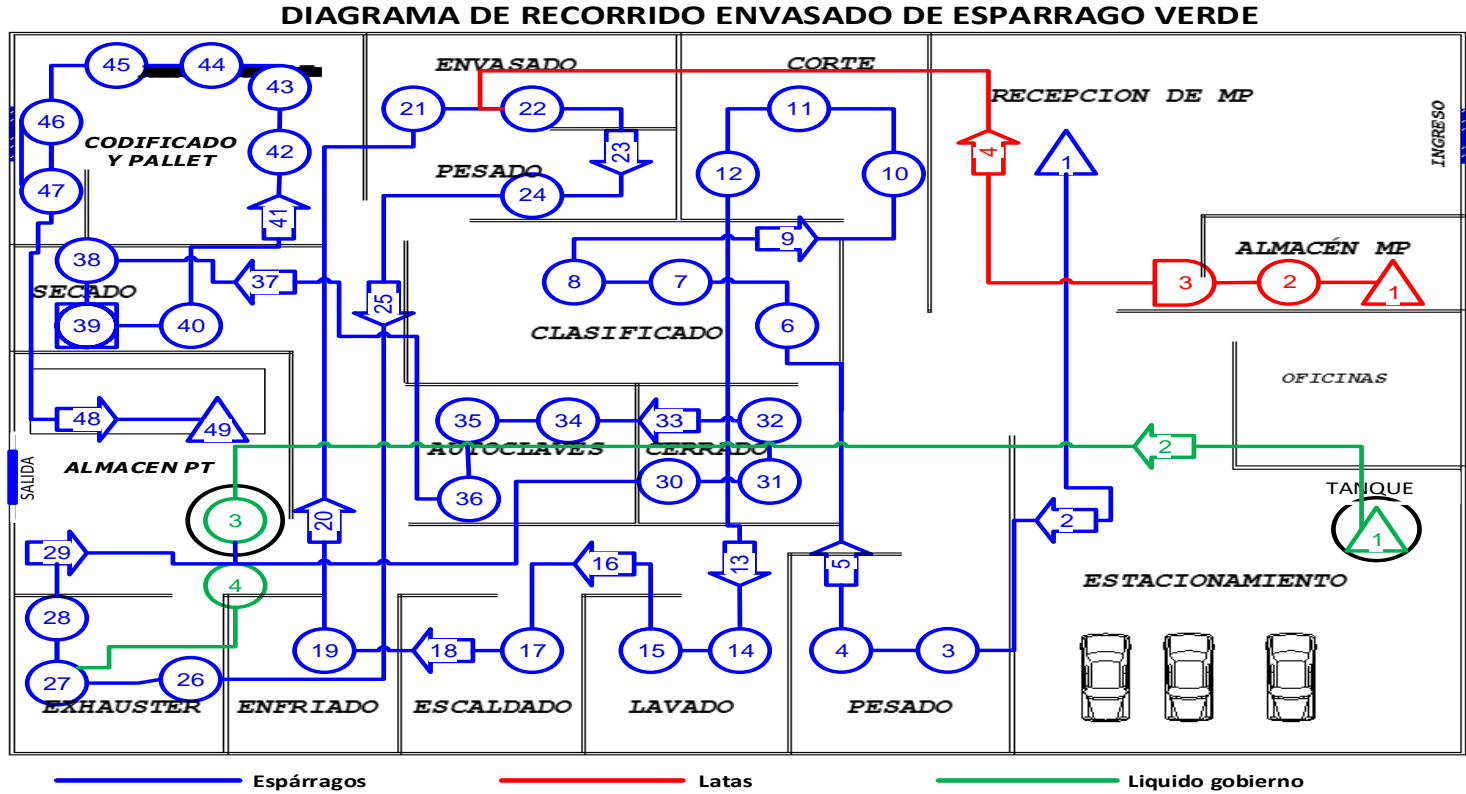 DIAGRAMA DE RECORRIDO ENVASADO DE ESPARRAGO VERDE
45
44
43
ENVASADO
CORTE
46
21
22
11
4
RECEPCION DE MP
1
INGRESO
CODIFICADO
Y PALLET
42
23
47
PESADO
24
12
10
41
9
38
37
SECADO
25
8
7
ALMACÉN MP
3
2
1
39
40
CLASIFICADO
6
OFICINAS
48
49
35
34
33
32
ALMACEN PT
AUTOCLAVES
CERRADO
2
SALIDA
36
30
31
TANQUE
3
20
2
1
29
16
13
5
4
ESTACIONAMIENTO
28
19
18
17
15
14
4
3
27
26
EXHAUSTER
ENFRIADO
ESCALDADO
LAVADO
PESADO
Espárragos
Latas
Liquido gobierno